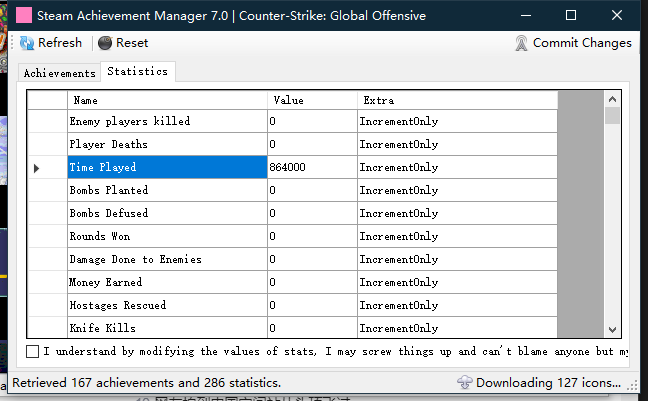 Steam Achievement Manager 7.0 | Counter-Strike: Global Offensive
Refresh Reset Commit Changes
Achievements Statistics
Name Value Extra
Enemy players killed 0 IncrementOnly
Player Deaths 0 IncrementOnly
Time Played 864000 IncrementOnly
Bombs Planted 0 IncrementOnly
Bombs Defused 0 IncrementOnly
Rounds Won 0 IncrementOnly
Damage Done to Enemies 0 IncrementOnly
Money Earned 0 IncrementOnly
Hostages Rescued 0 IncrementOnly
Knife Kills 0 IncrementOnly
I understand by modifying the values of stats, I may screw things up and can't blame anyone but my
Retrieved 167 achievements and 286 statistics. Downloading 127 icons...